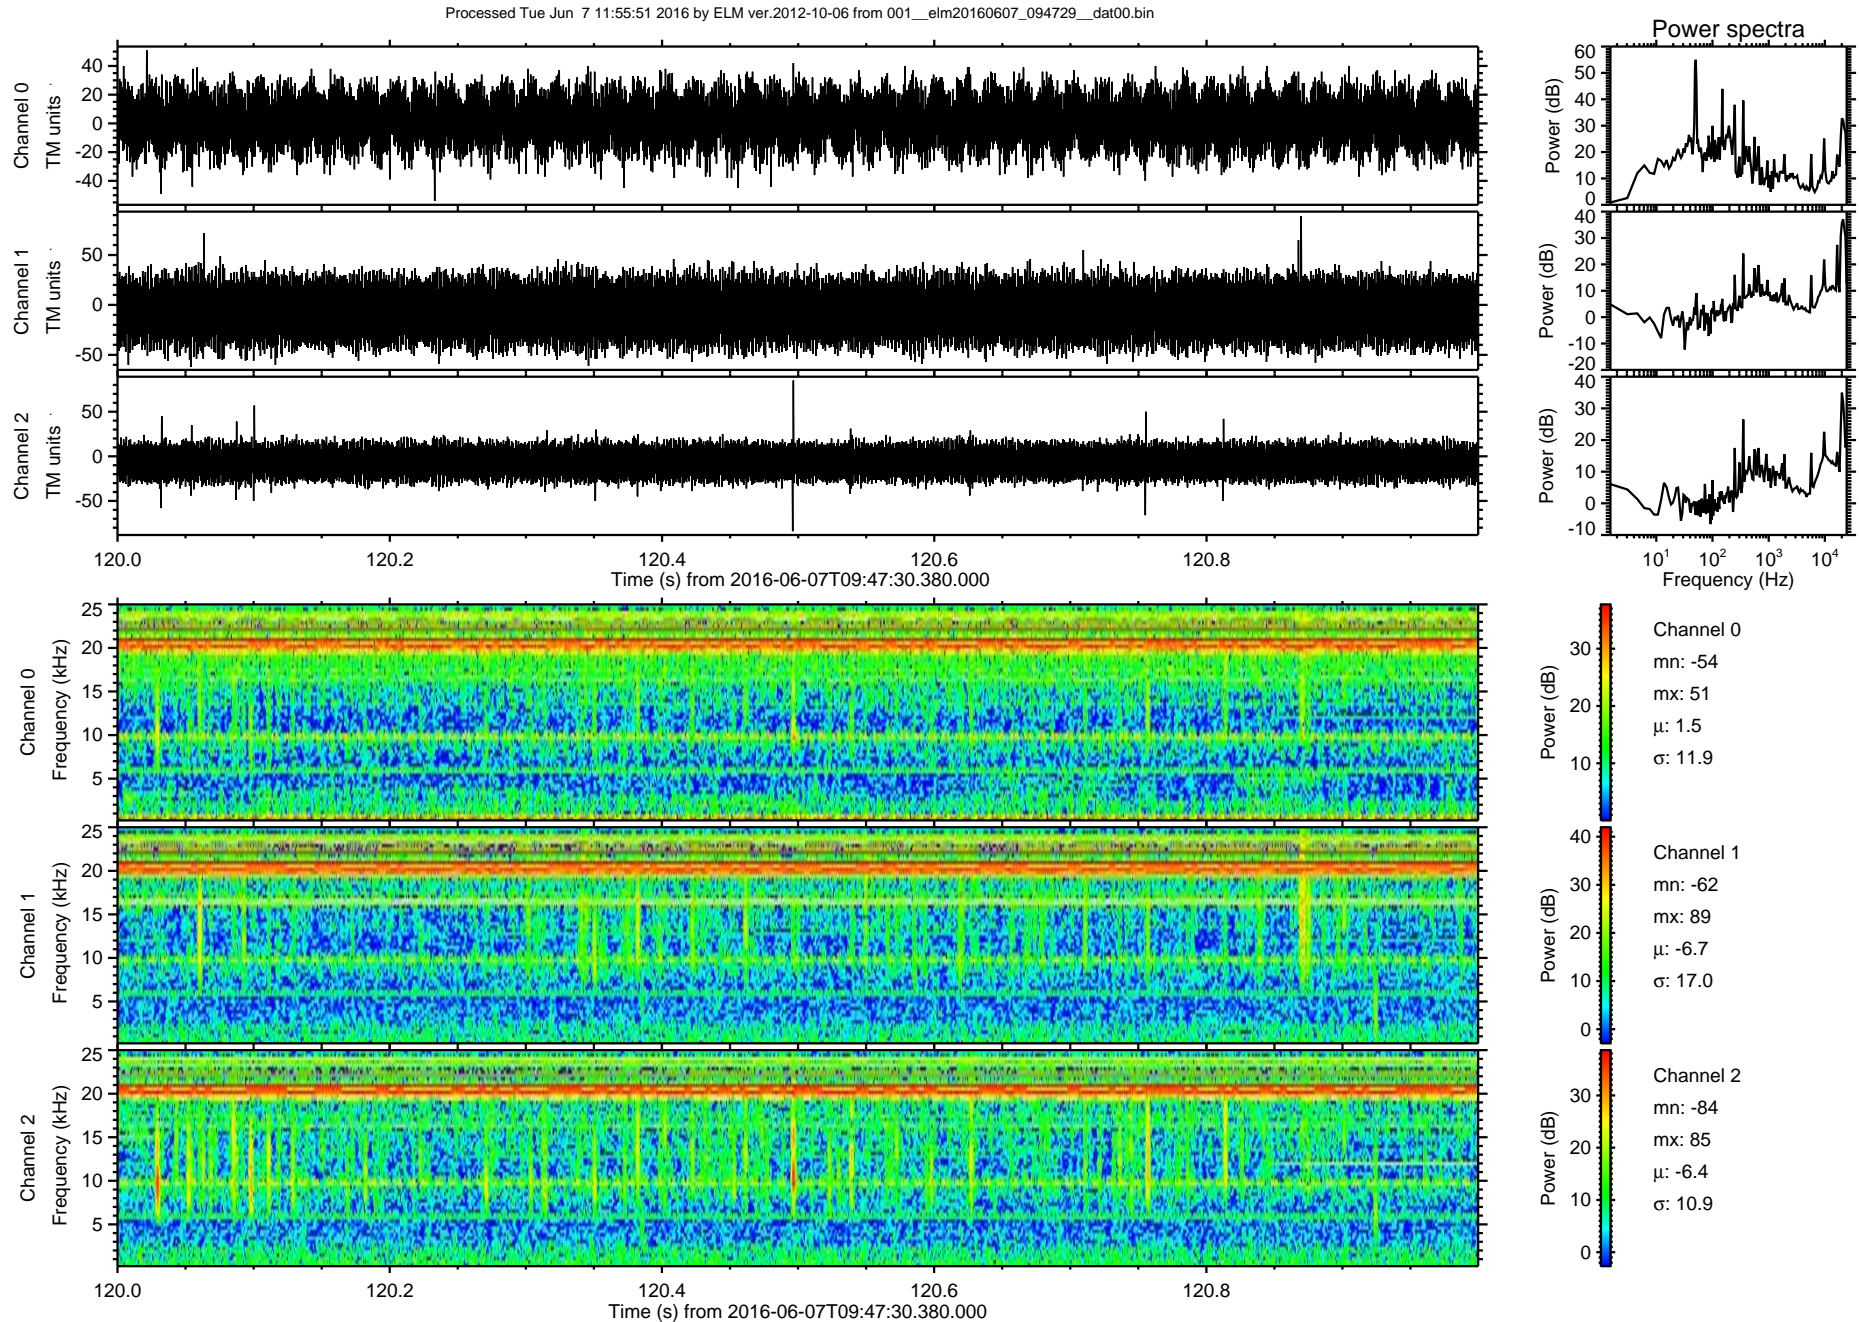 Processed Tue Jun  7 11:55:51 2016 by ELM ver.2012-10-06 from 001__elm20160607_094729__dat00.bin
Power spectra
Channel 0
TM units
40
20
0
-20
-40
Power (dB)
60
50
40
30
20
10
0
Channel 1
TM units
50
0
-50
Power (dB)
40
30
20
10
0
-10
-20
Channel 2
TM units
50
0
-50
Power (dB)
40
30
20
10
0
-10
120.0 120.2 120.4 120.6 120.8
Time (s) from 2016-06-07T09:47:30.380.000
10^1 10^2 10^3 10^4
Frequency (Hz)
Channel 0
Frequency (kHz)
25
20
15
10
5
Power (dB)
30
20
10
Channel 0
mn: -54
mx: 51
µ: 1.5
σ: 11.9
Channel 1
Frequency (kHz)
25
20
15
10
5
Power (dB)
40
30
20
10
0
Channel 1
mn: -62
mx: 89
µ: -6.7
σ: 17.0
Channel 2
Frequency (kHz)
25
20
15
10
5
Power (dB)
30
20
10
0
Channel 2
mn: -84
mx: 85
µ: -6.4
σ: 10.9
120.0 120.2 120.4 120.6 120.8
Time (s) from 2016-06-07T09:47:30.380.000